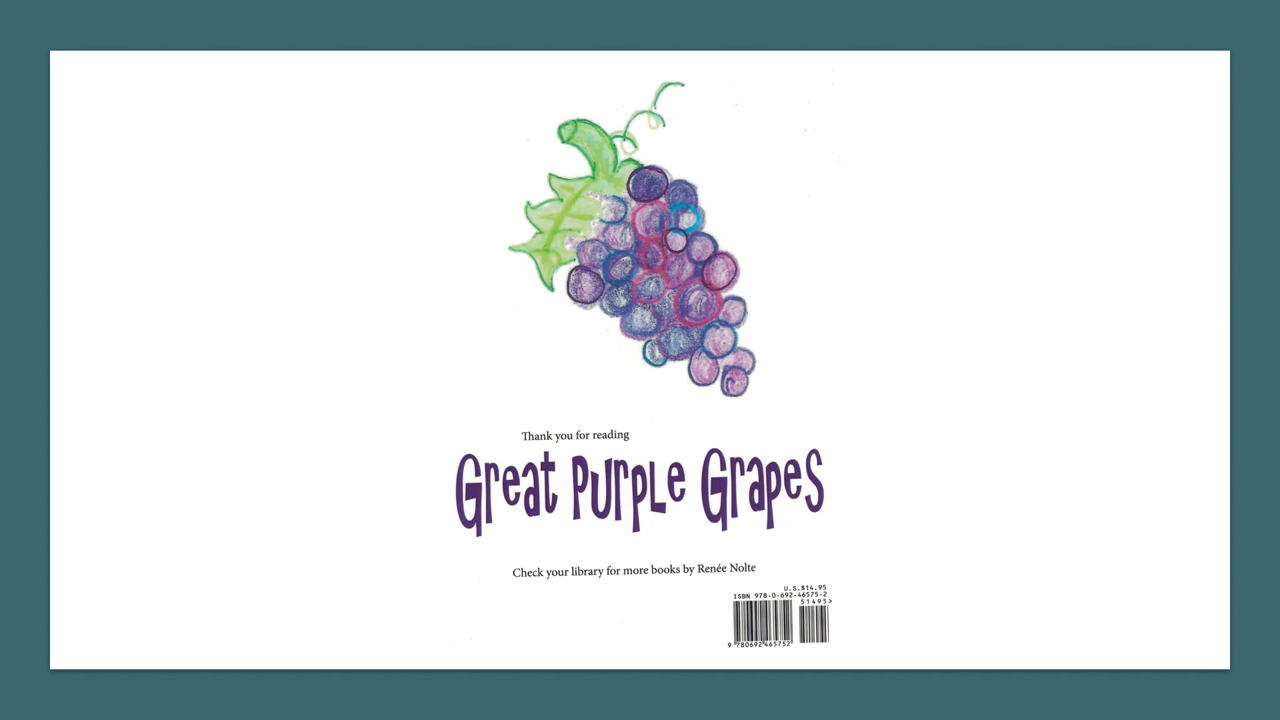 Thank you for reading
Great Purple Grapes
Check your library for more books by Renée Nolte
U.S.$14.95
ISBN 978-0-692-46575-2
51495>
9 780692 465752